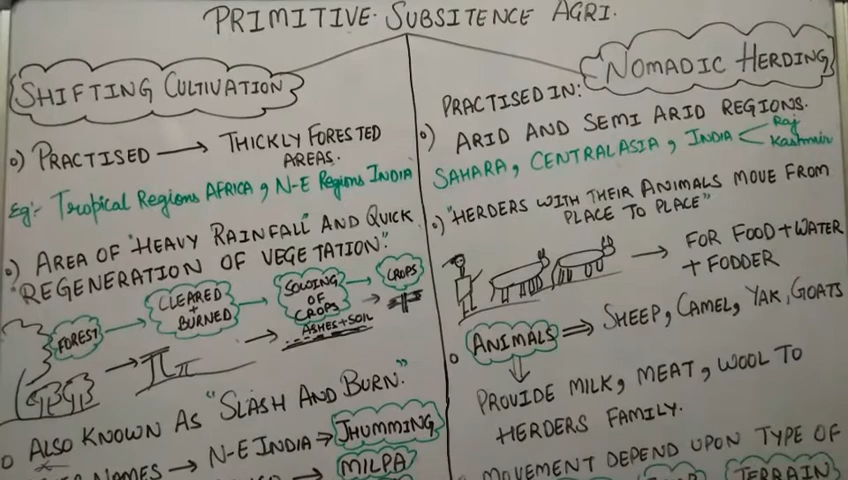 PRIMITIVE SUBSITENCE AGRI.
SHIFTING CULTIVATION
PRACTISED → THICKLY FORESTED
AREAS.
Eg:- Tropical Regions AFRICA, N-E Regions INDIA
AREA OF "HEAVY RAINFALL" AND QUICK
"REGENERATION OF VEGETATION."
FOREST → CLEARED + BURNED → SOWING OF CROPS → CROPS
ASHES+SOIL
ALSO KNOWN AS "SLASH AND BURN."
NAMES → N-E INDIA → JHUMMING
→ MILPA
NOMADIC HERDING
PRACTISED IN:
ARID AND SEMI ARID REGIONS.
SAHARA, CENTRALASIA, INDIA < Raj
Kashmir
"HERDERS WITH THEIR ANIMALS MOVE FROM
PLACE TO PLACE"
→ FOR FOOD+WATER
+ FODDER
ANIMALS ⇒ SHEEP, CAMEL, YAK, GOATS
PROVIDE MILK, MEAT, WOOL TO
HERDERS FAMILY.
MOVEMENT DEPEND UPON TYPE OF
TERRAIN